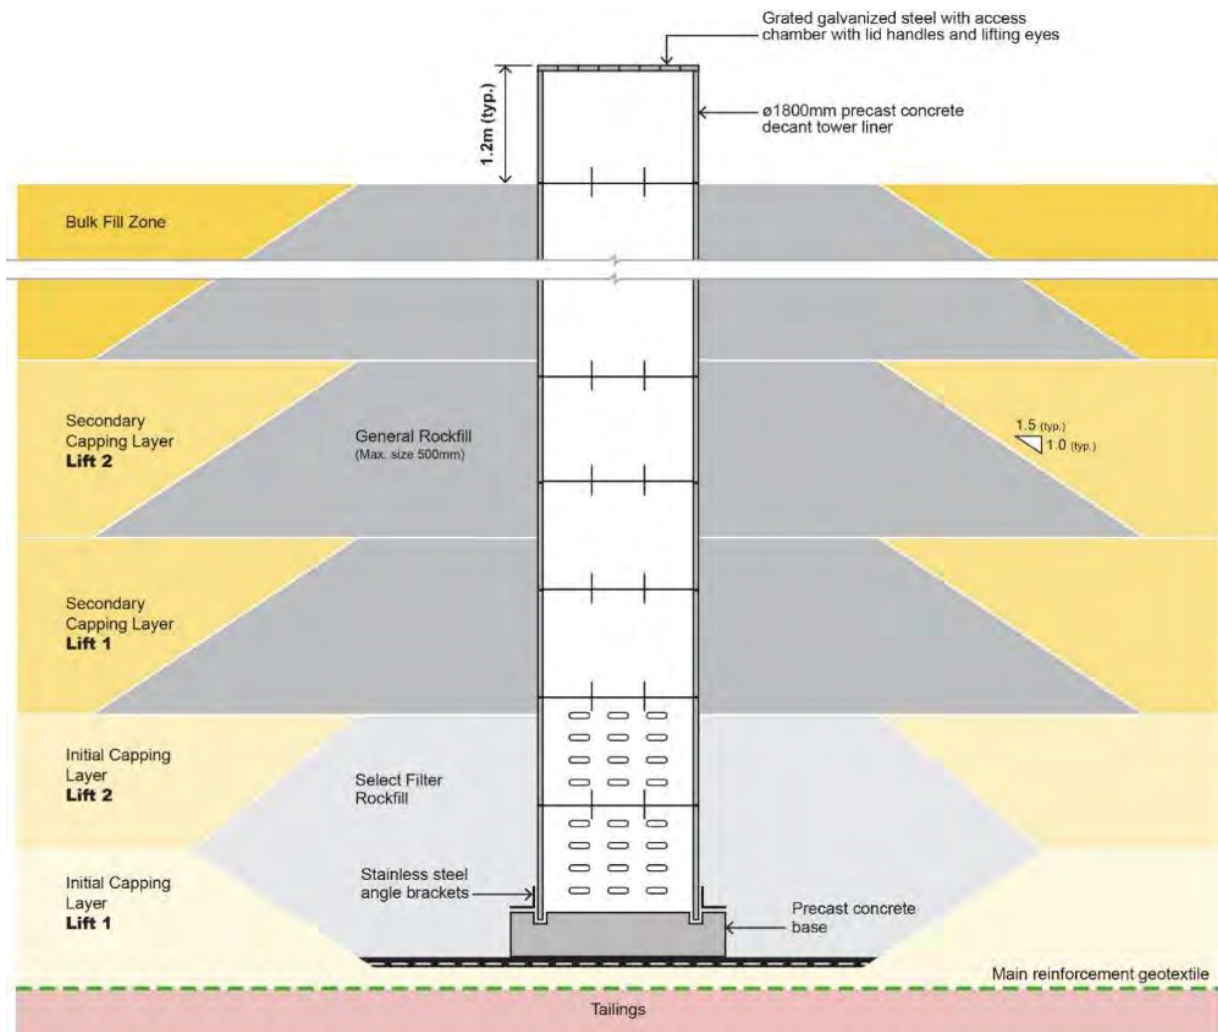 Grated galvanized steel with access
chamber with lid handles and lifting eyes
1.2m (typ.)
ø1800mm precast concrete
decant tower liner
Bulk Fill Zone
Secondary
Capping Layer
Lift 2
General Rockfill
(Max. size 500mm)
1.5 (typ.)
1.0 (typ.)
Secondary
Capping Layer
Lift 1
Initial Capping
Layer
Lift 2
Select Filter
Rockfill
Stainless steel
angle brackets
Initial Capping
Layer
Lift 1
Precast concrete
base
Main reinforcement geotextile
Tailings